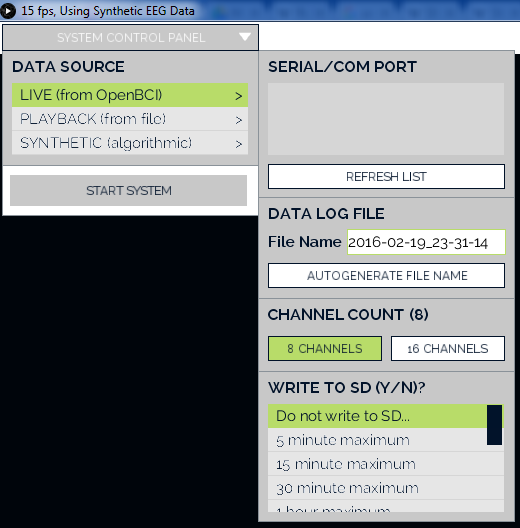 15 fps, Using Synthetic EEG Data
SYSTEM CONTROL PANEL
DATA SOURCE
LIVE (from OpenBCI) >
PLAYBACK (from file) >
SYNTHETIC (algorithmic) >
START SYSTEM
SERIAL/COM PORT
REFRESH LIST
DATA LOG FILE
File Name 2016-02-19_23-31-14
AUTOGENERATE FILE NAME
CHANNEL COUNT (8)
8 CHANNELS 16 CHANNELS
WRITE TO SD (Y/N)?
Do not write to SD...
5 minute maximum
15 minute maximum
30 minute maximum
1 hour maximum